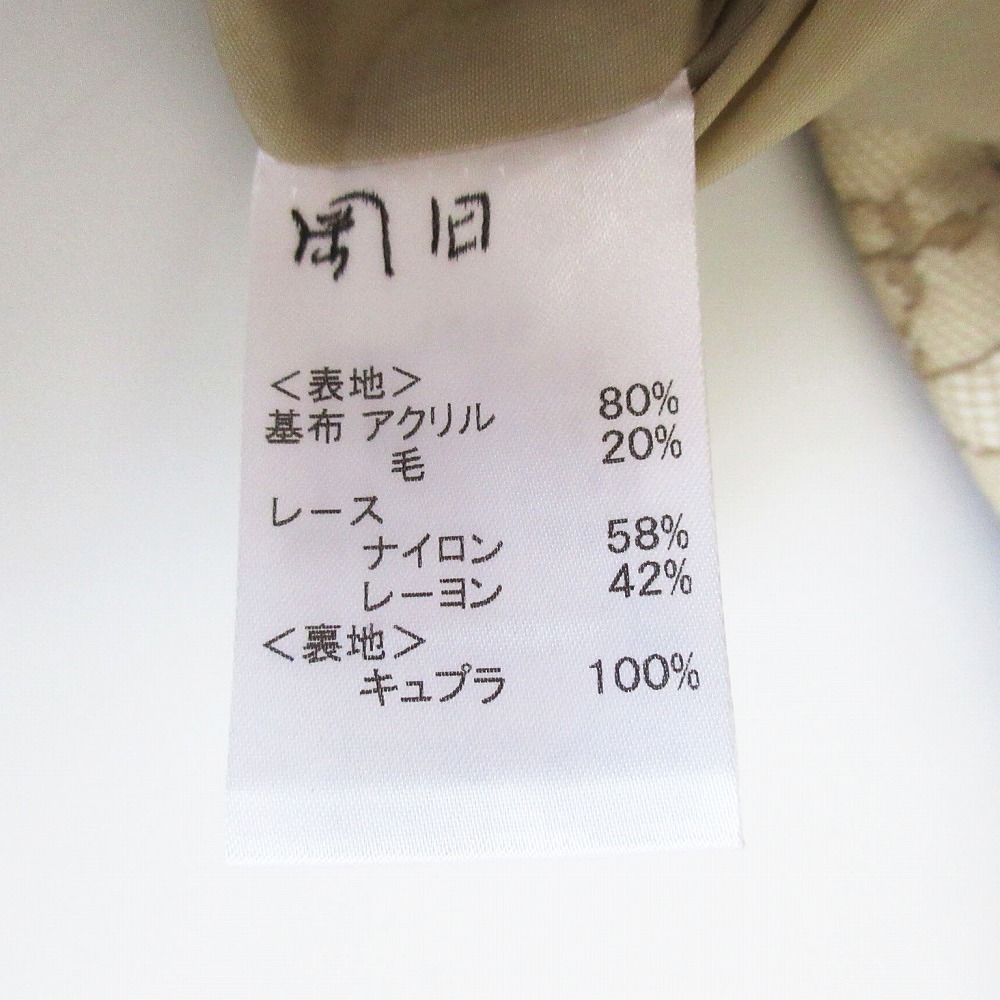 ＜表地＞
基布 アクリル 80%
毛 20%
レース
ナイロン 58%
レーヨン 42%
＜裏地＞
キュプラ 100%